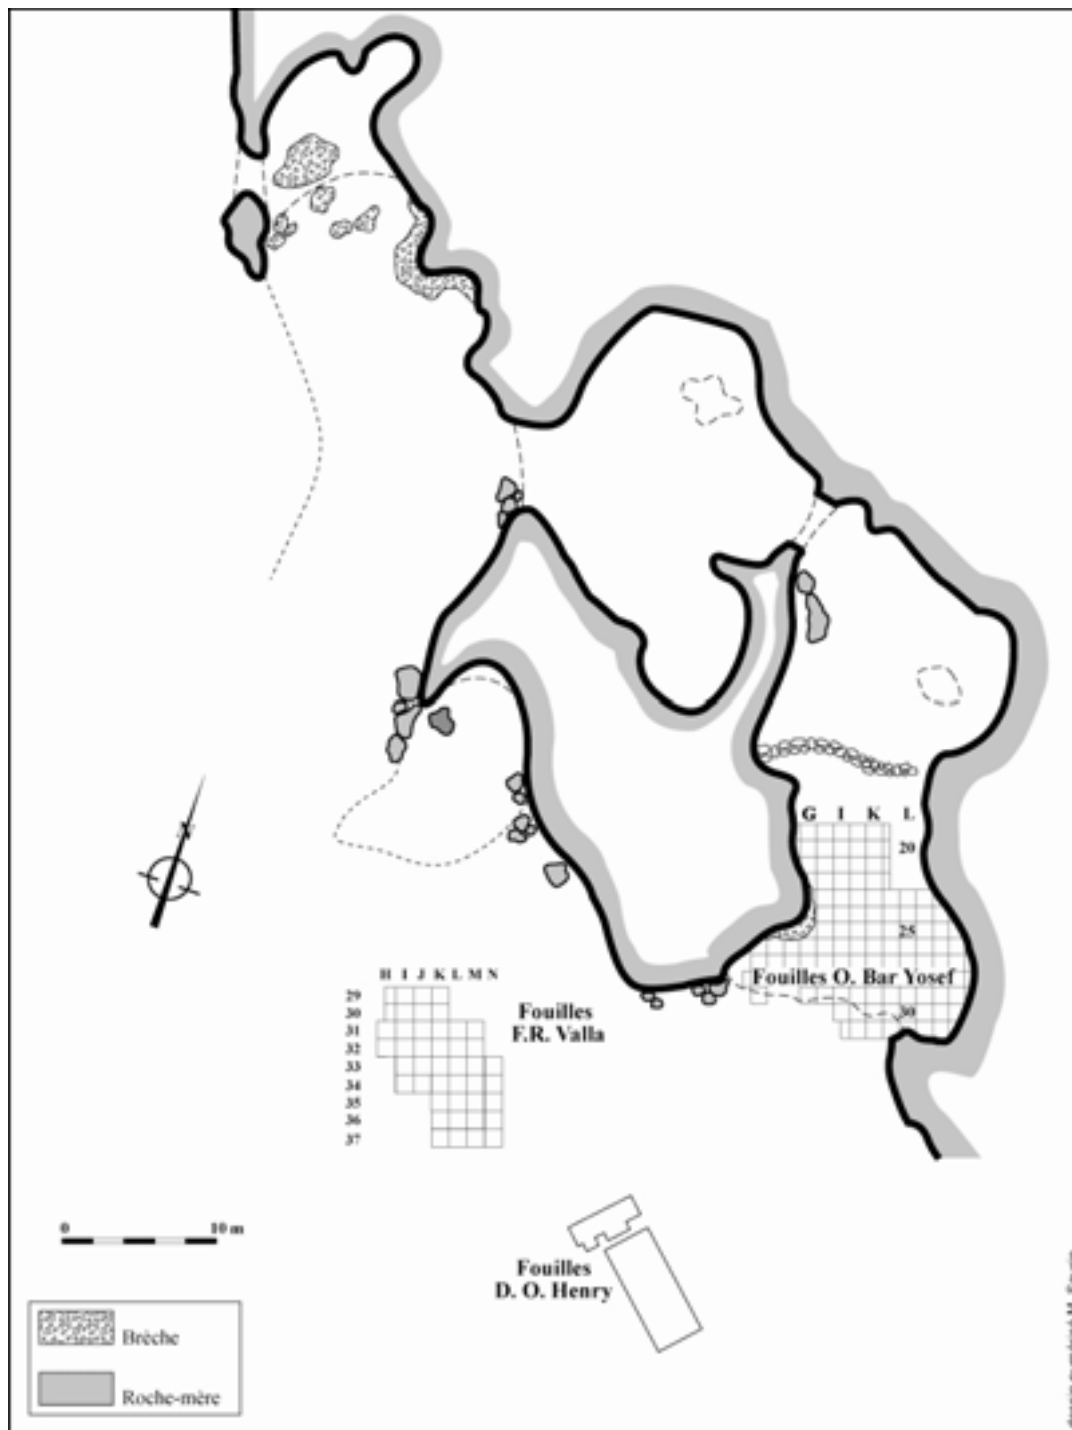 N
G I K L
20
25
Fouilles O. Bar Yosef
30
H I J K L M N
29
30
31
32
33
34
35
36
37
Fouilles
F.R. Valla
0 10 m
Fouilles
D. O. Henry
Brèche
Roche-mère